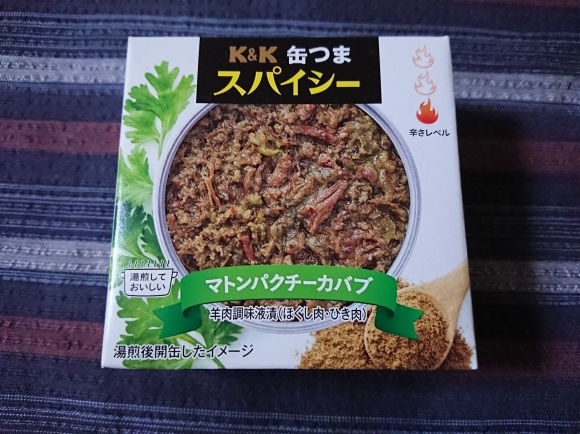 K&K 缶つま
スパイシー
辛さレベル
湯煎して
おいしい
マトンパクチーカバブ
羊肉調味液漬(ほぐし肉・ひき肉)
湯煎後開缶したイメージ